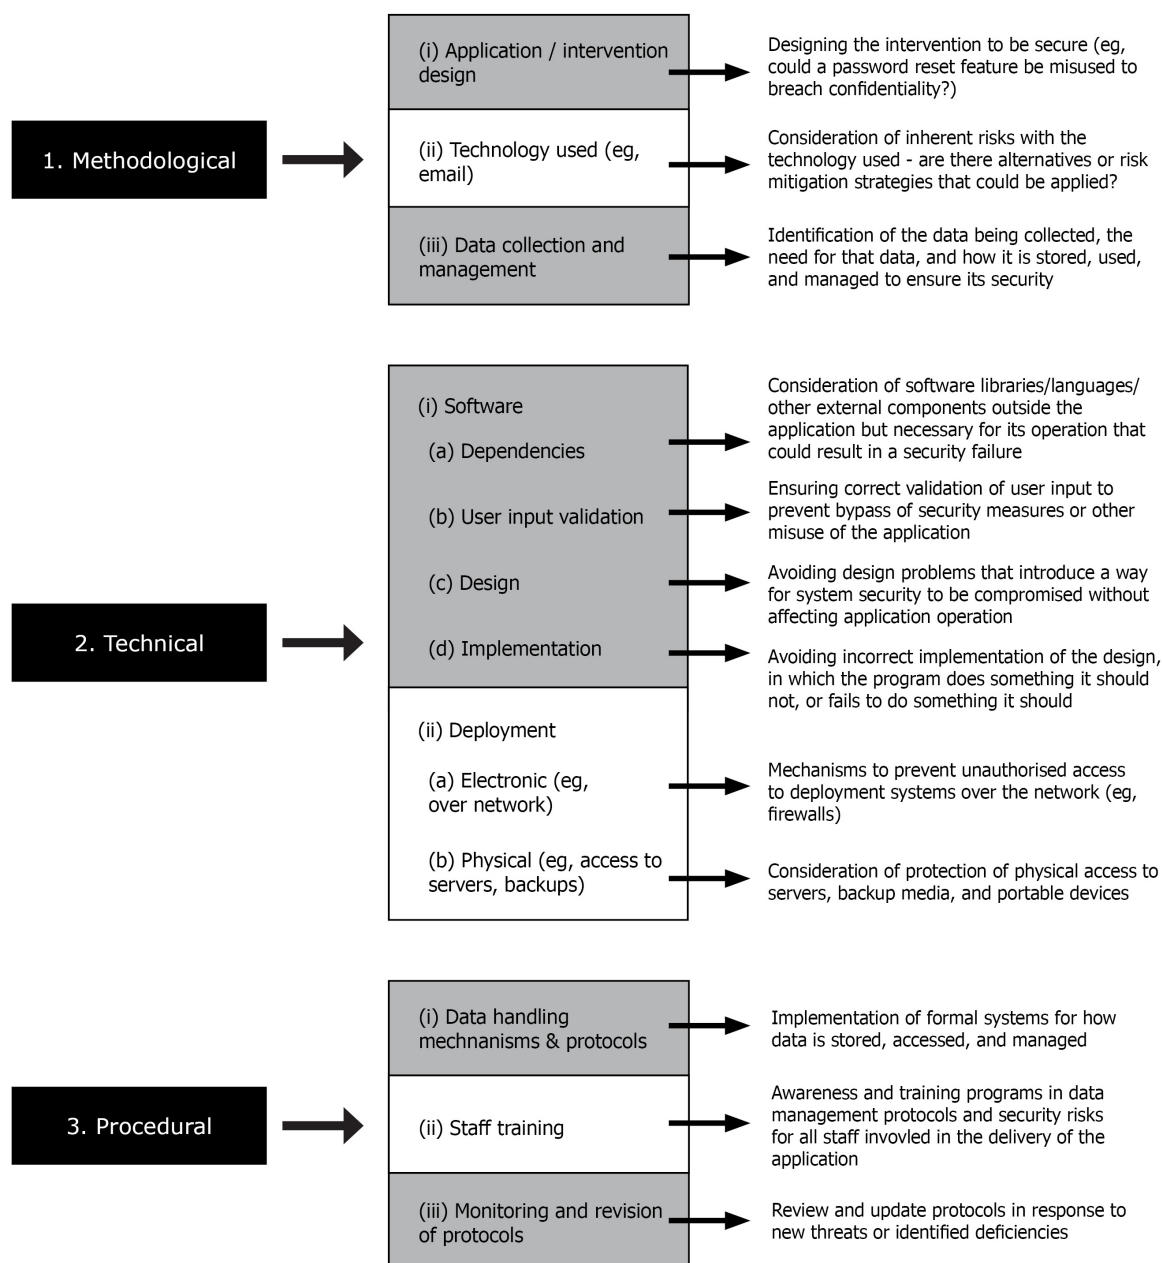 1. Methodological
(i) Application / intervention
design
Designing the intervention to be secure (eg,
could a password reset feature be misused to
breach confidentiality?)
(ii) Technology used (eg,
email)
Consideration of inherent risks with the
technology used - are there alternatives or risk
mitigation strategies that could be applied?
(iii) Data collection and
management
Identification of the data being collected, the
need for that data, and how it is stored, used,
and managed to ensure its security
2. Technical
(i) Software
(a) Dependencies
Consideration of software libraries/languages/
other external components outside the
application but necessary for its operation that
could result in a security failure
(b) User input validation
Ensuring correct validation of user input to
prevent bypass of security measures or other
misuse of the application
(c) Design
Avoiding design problems that introduce a way
for system security to be compromised without
affecting application operation
(d) Implementation
Avoiding incorrect implementation of the design,
in which the program does something it should
not, or fails to do something it should
(ii) Deployment
(a) Electronic (eg,
over network)
Mechanisms to prevent unauthorised access
to deployment systems over the network (eg,
firewalls)
(b) Physical (eg, access to
servers, backups)
Consideration of protection of physical access to
servers, backup media, and portable devices
3. Procedural
(i) Data handling
mechnanisms & protocols
Implementation of formal systems for how
data is stored, accessed, and managed
(ii) Staff training
Awareness and training programs in data
management protocols and security risks
for all staff invovled in the delivery of the
application
(iii) Monitoring and revision
of protocols
Review and update protocols in response to
new threats or identified deficiencies